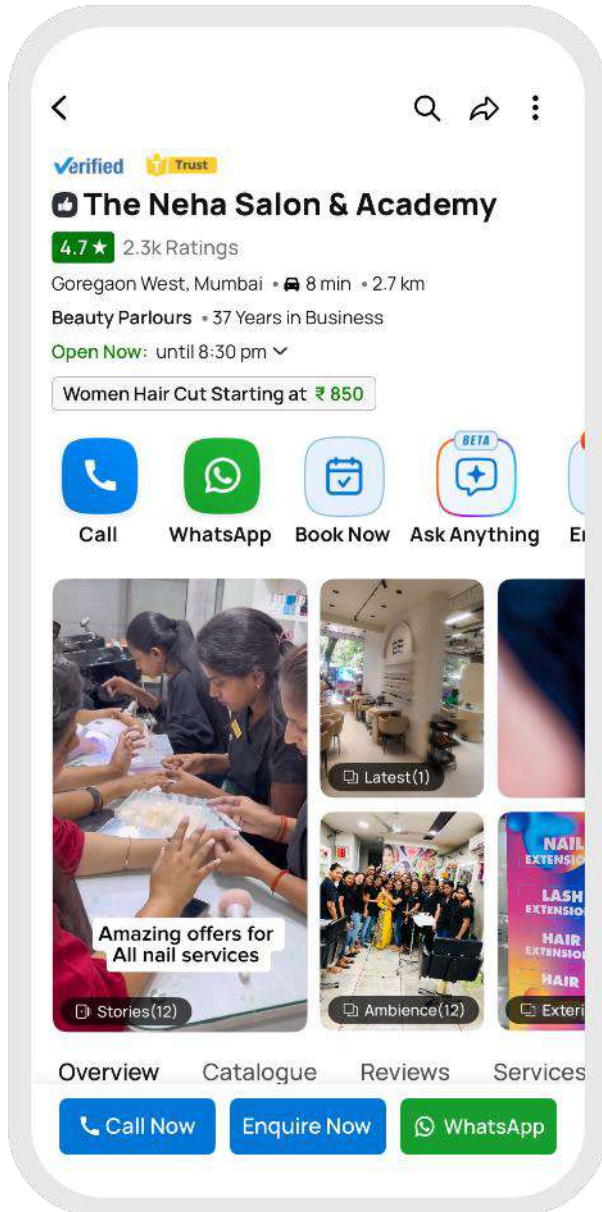 Verified T Trust
The Neha Salon & Academy
4.7 ★ 2.3k Ratings
Goregaon West, Mumbai • 8 min • 2.7 km
Beauty Parlours • 37 Years in Business
Open Now: until 8:30 pm
Women Hair Cut Starting at ₹ 850
BETA
Call WhatsApp Book Now Ask Anything
Latest(1)
NAIL
LASH
HAIR
HAIR
Amazing offers for
All nail services
Stories(12)
Ambience(12)
Overview Catalogue Reviews Services
Call Now Enquire Now WhatsApp